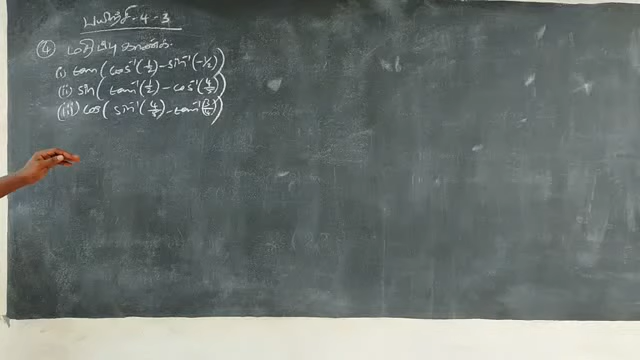 பயிற்சி - 4 - 3
④ மதிப்பு காண்க.
(i) tan(cos⁻¹(1/2) - sin⁻¹(-1/2))
(ii) sin(tan⁻¹(1/2) - cos⁻¹(4/5))
(iii) cos(sin⁻¹(4/5) - tan⁻¹(3/4))